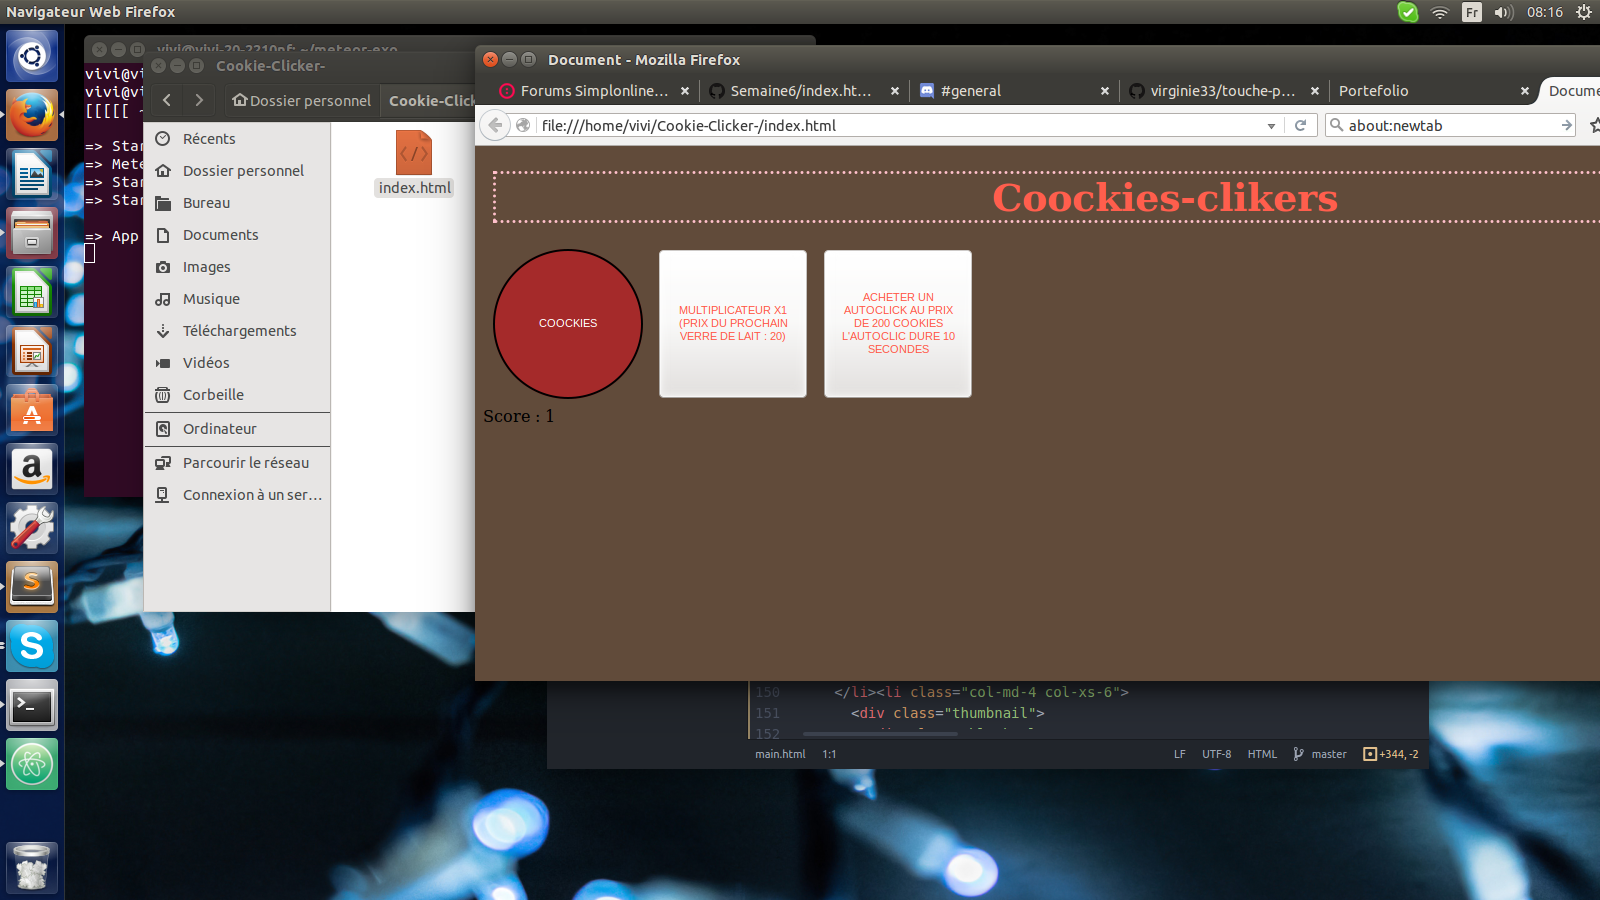 Navigateur Web Firefox
Fr
08:16
vivi@vivi-20-2210nf: ~/meteor-exo
vivi@vi
vivi@vi
[[[[[ ~
=> Star
=> Mete
=> Star
=> Star
=> App
Cookie-Clicker-
Dossier personnel
Cookie-Click
Récents
Dossier personnel
Bureau
Documents
Images
Musique
Téléchargements
Vidéos
Corbeille
Ordinateur
Parcourir le réseau
Connexion à un ser…
index.html
Document - Mozilla Firefox
Forums Simplonline…
Semaine6/index.ht…
#general
virginie33/touche-p…
Portefolio
Docume
file:///home/vivi/Cookie-Clicker-/index.html
about:newtab
Coockies-clikers
COOCKIES
MULTIPLICATEUR X1
(PRIX DU PROCHAIN
VERRE DE LAIT : 20)
ACHETER UN
AUTOCLICK AU PRIX
DE 200 COOKIES
L'AUTOCLIC DURE 10
SECONDES
Score : 1
150 </li><li class="col-md-4 col-xs-6">
151 <div class="thumbnail">
152
main.html 1:1
LF UTF-8 HTML master +344, -2